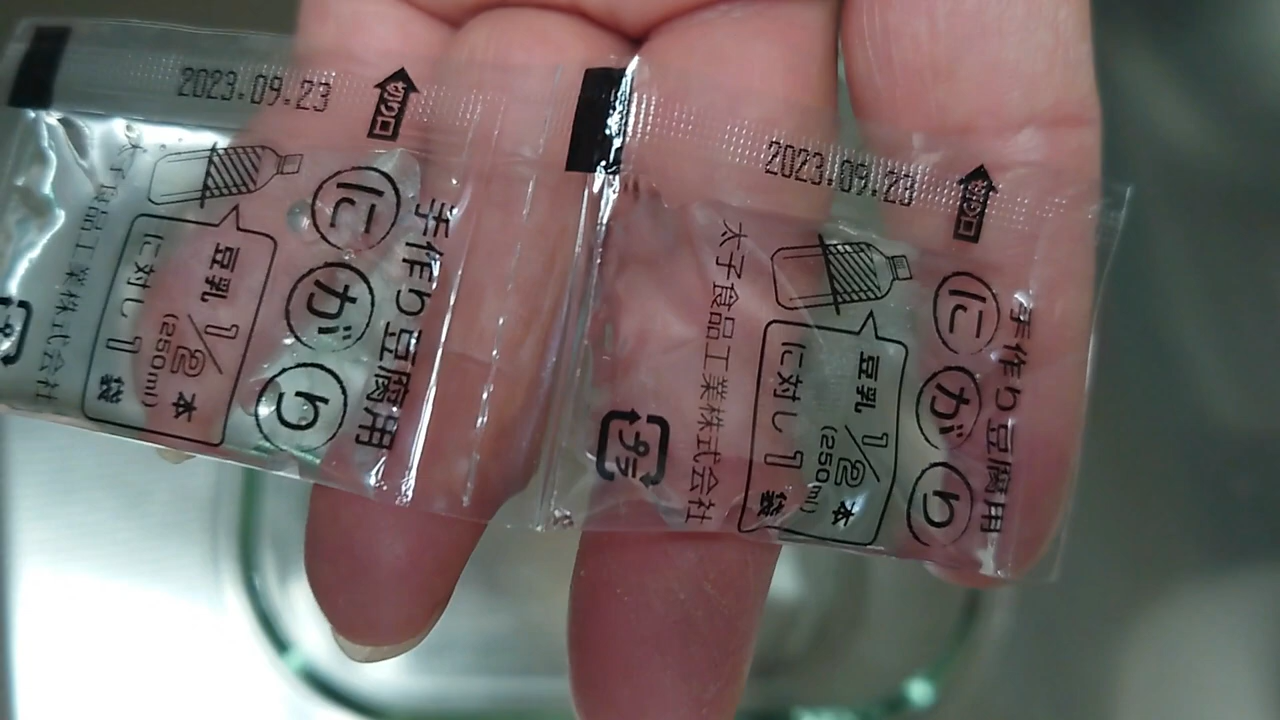 2023.09.23
切り口
手作り豆腐用
にがり
豆乳1/2本
(250ml)
に対し1袋
太子食品工業株式会社
プラ
2023.09.23
切り口
手作り豆腐用
にがり
豆乳1/2本
(250ml)
に対し1袋
太子食品工業株式会社
プラ